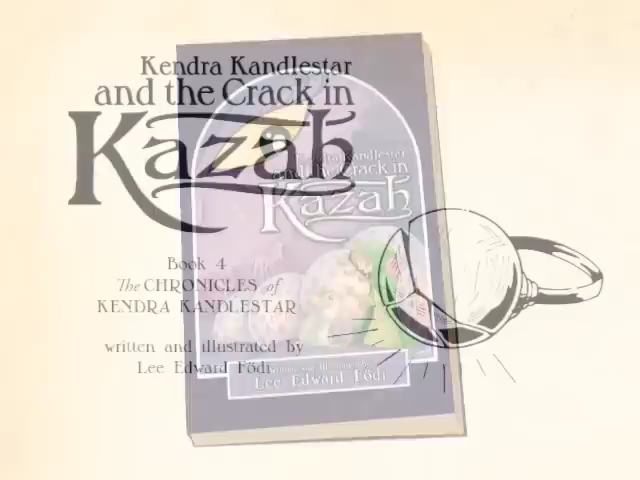 Kendra Kandlestar
and the Crack in
Kazah
Kendra Kandlestar
and the Crack in
Kazah
Book 4
The CHRONICLES of
KENDRA KANDLESTAR
written and illustrated by
Lee Edward Födi
Lee Edward Födi